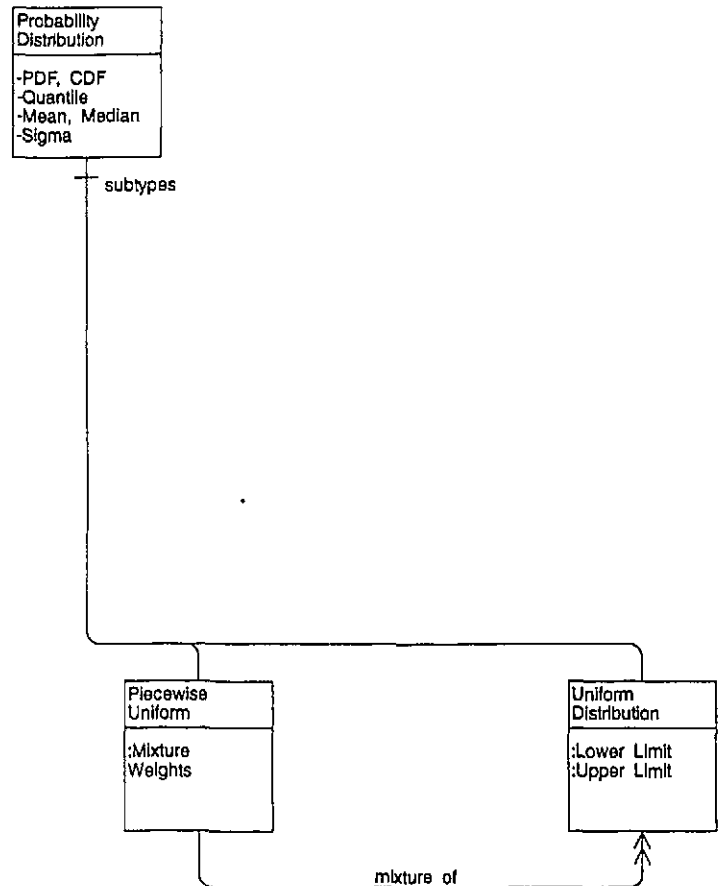 Probability
Distribution
-PDF, CDF
-Quantile
-Mean, Median
-Sigma
subtypes
Piecewise
Uniform
:Mixture
Weights
Uniform
Distribution
:Lower Limit
:Upper Limit
mixture of